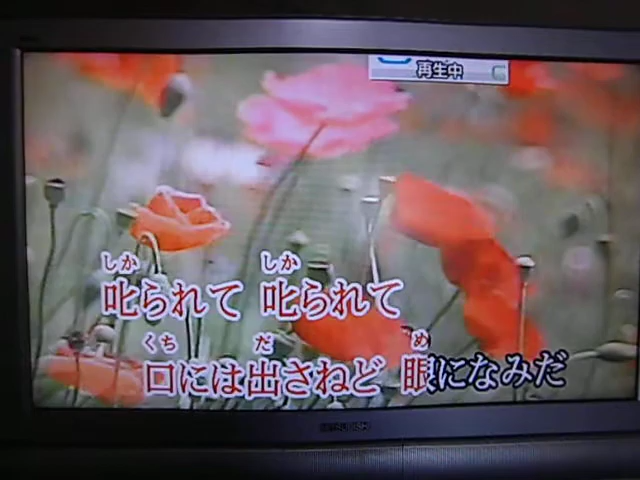 再生中
しか しか
叱られて 叱られて
くち だ め
口には出さねど 眼になみだ